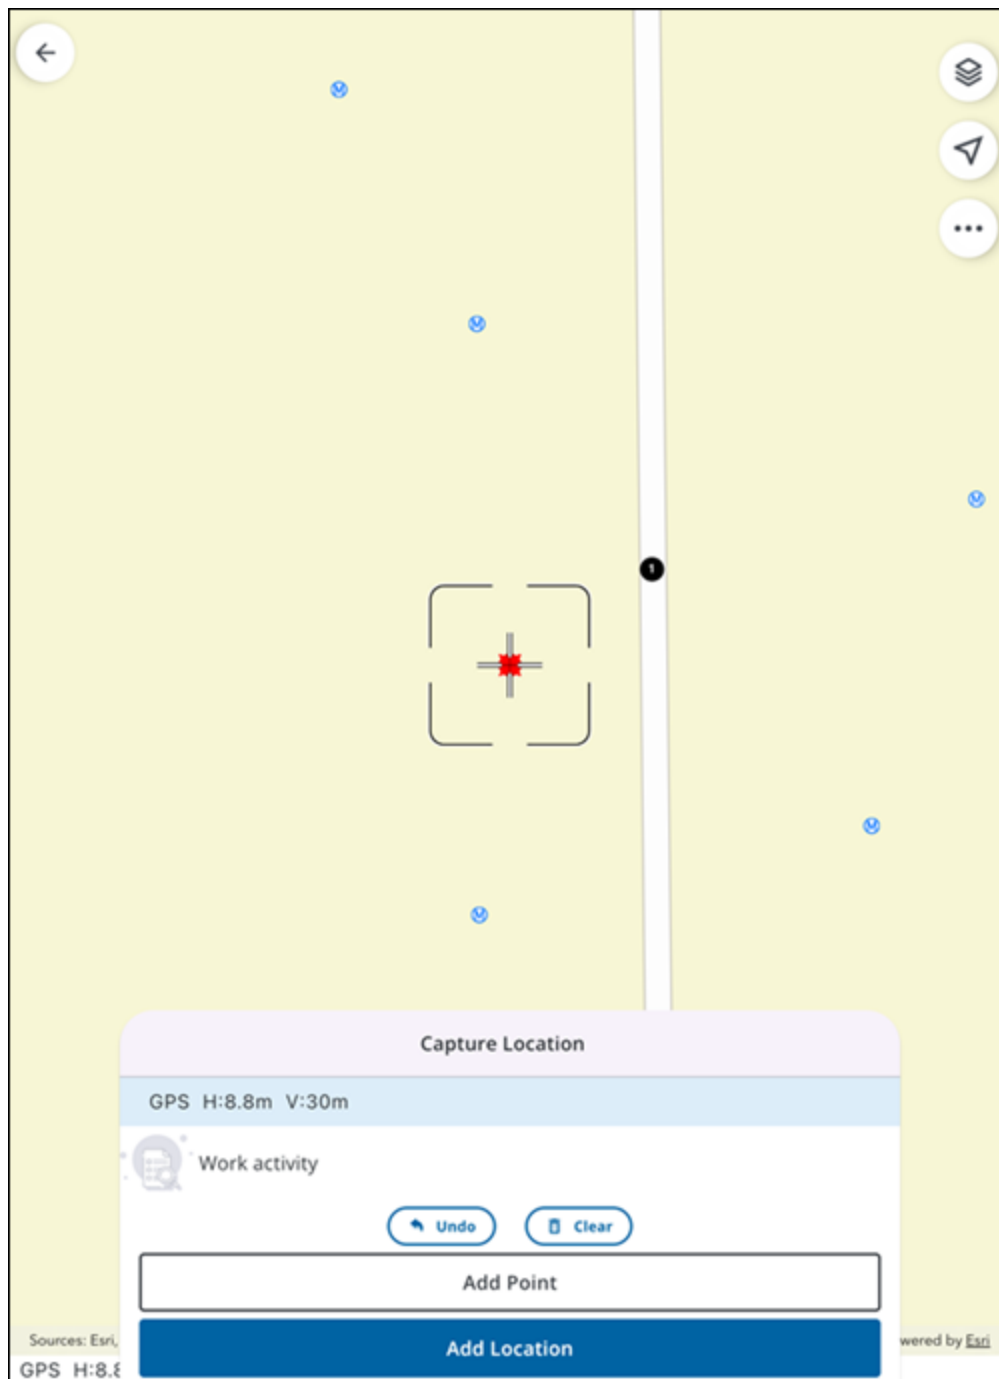 1
Capture Location
GPS H:8.8m V:30m
Work activity
Undo Clear
Add Point
Sources: Esri,
Add Location
wered by Esri
GPS H:8.8